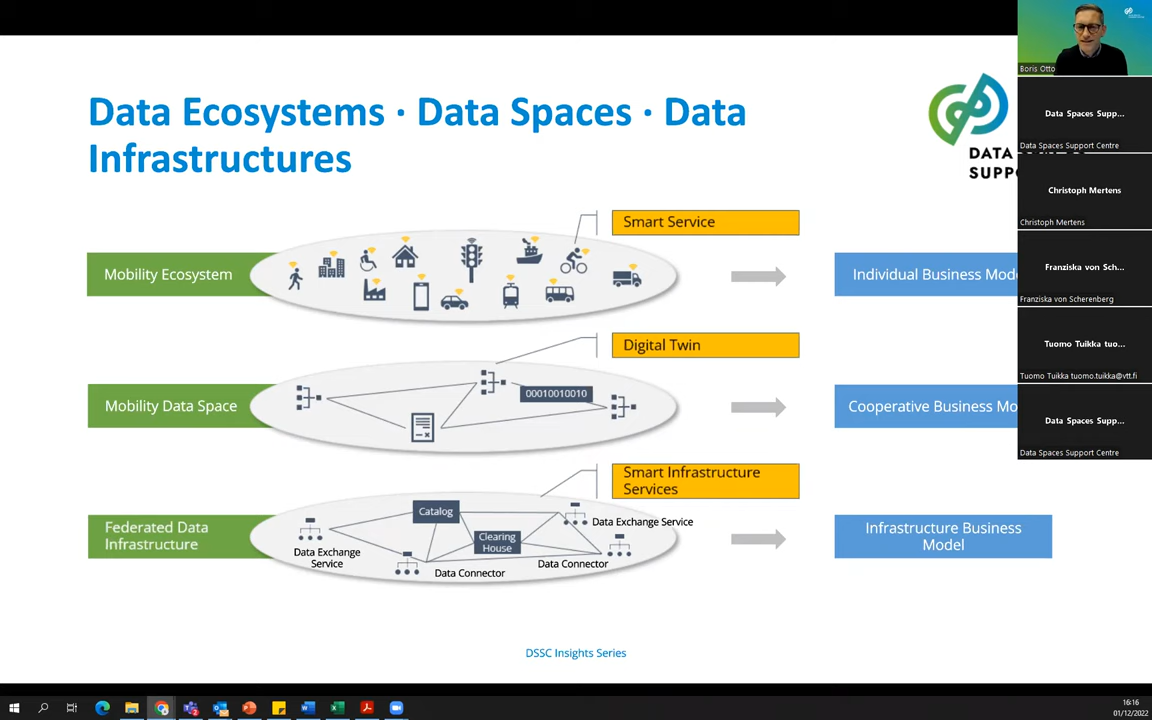 Data Ecosystems · Data Spaces · Data
Infrastructures
DATA
SUPP
Smart Service
Mobility Ecosystem
Individual Business Mode
Digital Twin
00010010010
Mobility Data Space
Cooperative Business Mo
Smart Infrastructure
Services
Catalog
Data Exchange Service
Federated Data
Infrastructure
Clearing
House
Infrastructure Business
Model
Data Exchange
Service
Data Connector
Data Connector
DSSC Insights Series
Boris Otto
Data Spaces Supp...
Data Spaces Support Centre
Christoph Mertens
Christoph Mertens
Franziska von Sch...
Franziska von Scherenberg
Tuomo Tuikka tuo...
Tuomo Tuikka tuomo.tuikka@vtt.fi
Data Spaces Supp...
Data Spaces Support Centre
16:16
01/12/2022